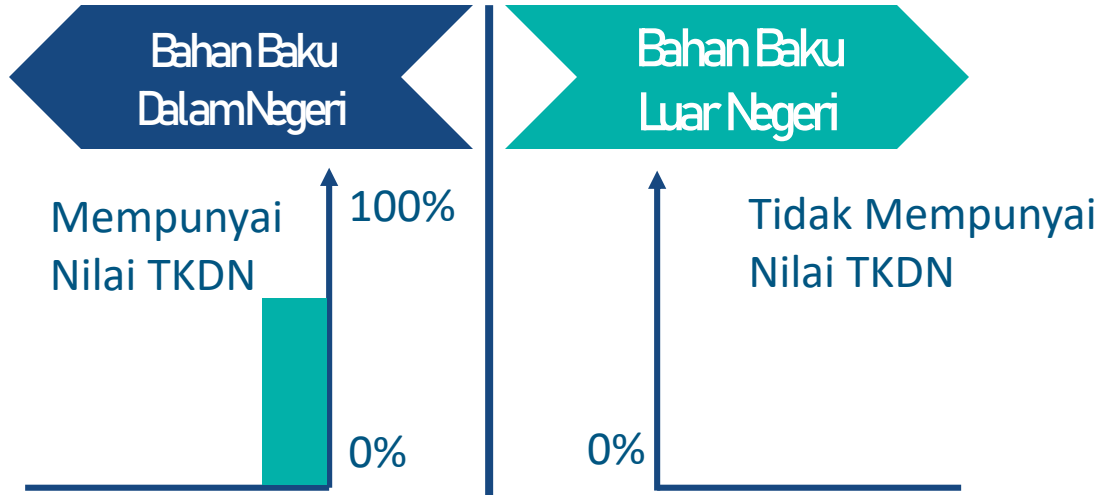 Bahan Baku
Dalam Negeri
Mempunyai
Nilai TKDN
100%
0%
Bahan Baku
Luar Negeri
Tidak Mempunyai
Nilai TKDN
0%